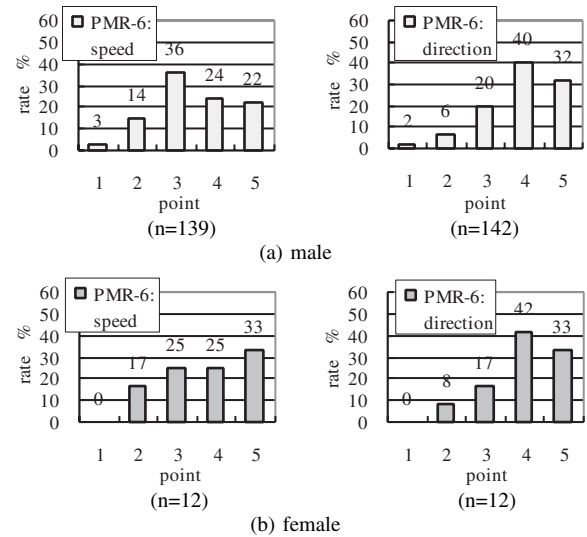 60
50
40
30
20
10
0
rate %
PMR-6:
speed
3
14
36
24
22
1 2 3 4 5
point
(n=139)
60
50
40
30
20
10
0
rate %
PMR-6:
direction
2
6
20
40
32
1 2 3 4 5
point
(n=142)
(a) male
60
50
40
30
20
10
0
rate %
PMR-6:
speed
0
17
25
25
33
1 2 3 4 5
point
(n=12)
60
50
40
30
20
10
0
rate %
PMR-6:
direction
0
8
17
42
33
1 2 3 4 5
point
(n=12)
(b) female